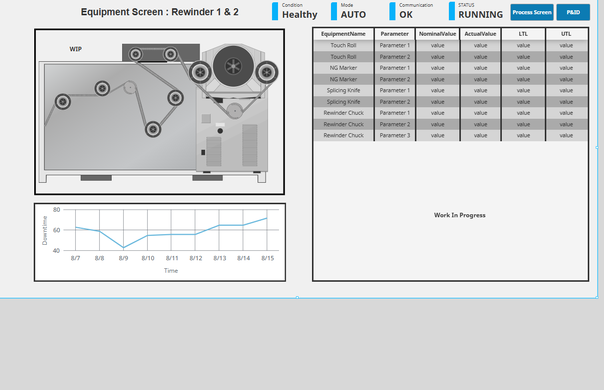 Equipment Screen : Rewinder 1 & 2
Condition
Healthy
Mode
AUTO
Communication
OK
STATUS
RUNNING
Process Screen
P&ID
WIP
EquipmentName Parameter NominalValue ActualValue LTL UTL
Touch Roll Parameter 1 value value value value
Touch Roll Parameter 2 value value value value
NG Marker Parameter 1 value value value value
NG Marker Parameter 2 value value value value
Splicing Knife Parameter 1 value value value value
Splicing Knife Parameter 2 value value value value
Rewinder Chuck Parameter 1 value value value value
Rewinder Chuck Parameter 2 value value value value
Rewinder Chuck Parameter 3 value value value value
Work In Progress
Downtime
80
60
40
8/7 8/8 8/9 8/10 8/11 8/12 8/13 8/14 8/15
Time